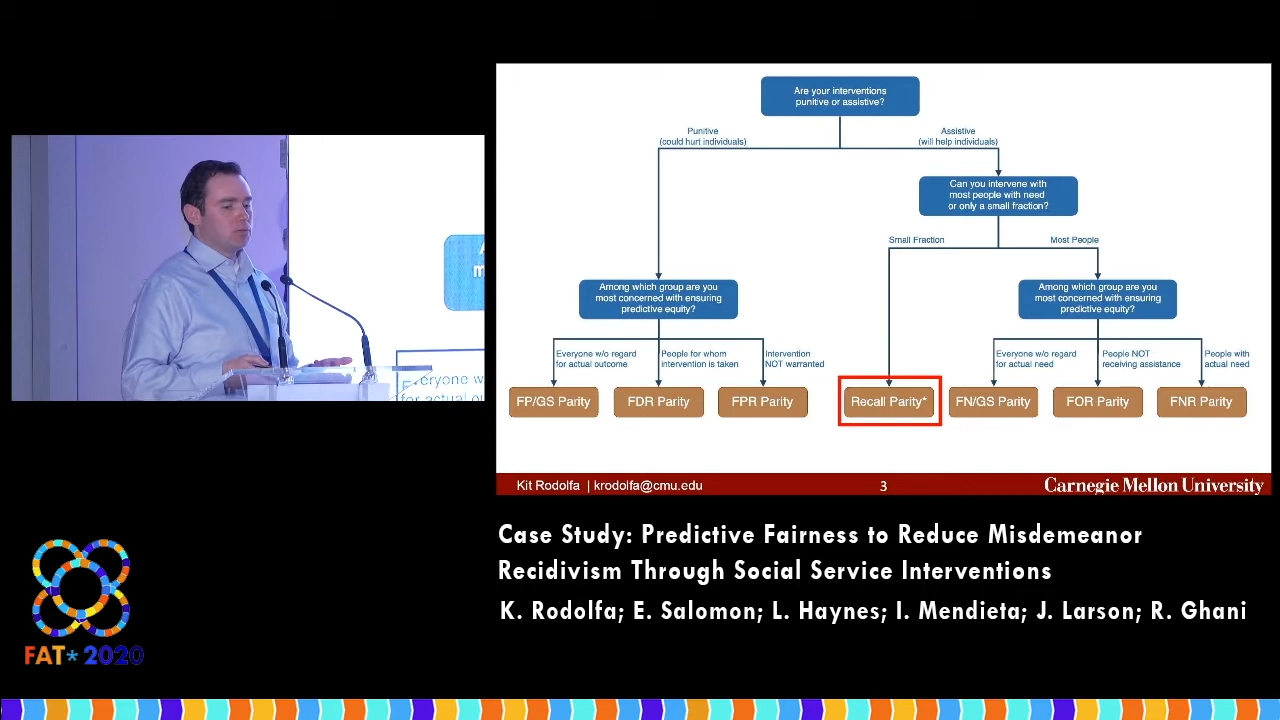 Are your interventions
punitive or assistive?
Punitive
(could hurt individuals)
Assistive
(will help individuals)
Can you intervene with
most people with need
or only a small fraction?
Small Fraction
Most People
Among which group are you
most concerned with ensuring
predictive equity?
Among which group are you
most concerned with ensuring
predictive equity?
Everyone w/o regard
for actual outcome
People for whom
intervention is taken
Intervention
NOT warranted
Everyone w/o regard
for actual need
People NOT
receiving assistance
People with
actual need
FP/GS Parity
FDR Parity
FPR Parity
Recall Parity*
FN/GS Parity
FOR Parity
FNR Parity
Kit Rodolfa | krodolfa@cmu.edu
3
Carnegie Mellon University
Case Study: Predictive Fairness to Reduce Misdemeanor
Recidivism Through Social Service Interventions
K. Rodolfa; E. Salomon; L. Haynes; I. Mendieta; J. Larson; R. Ghani
FAT* 2020